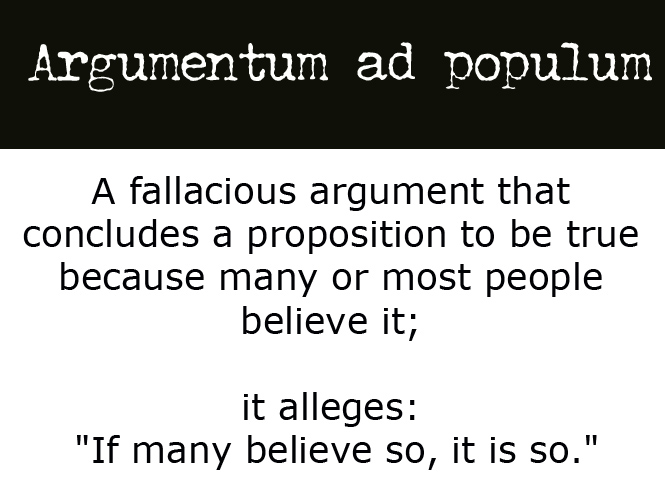 Argumentum ad populum
A fallacious argument that
concludes a proposition to be true
because many or most people
believe it;
it alleges:
"If many believe so, it is so."